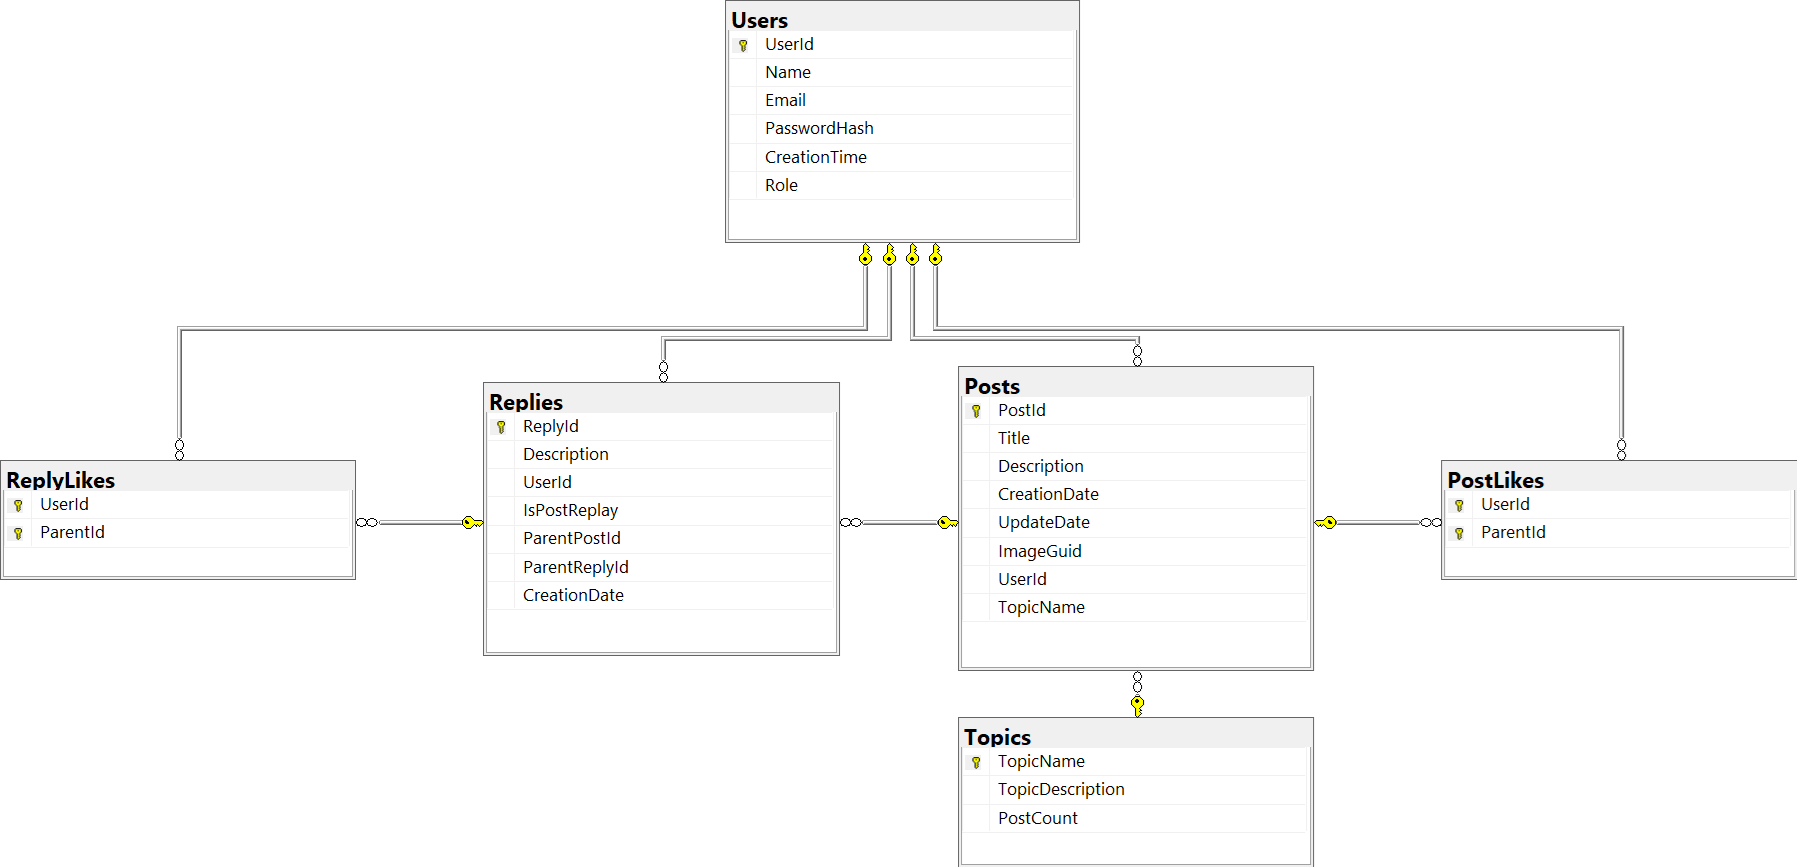 Users
UserId
Name
Email
PasswordHash
CreationTime
Role
Replies
ReplyId
Description
UserId
IsPostReplay
ParentPostId
ParentReplyId
CreationDate
Posts
PostId
Title
Description
CreationDate
UpdateDate
ImageGuid
UserId
TopicName
ReplyLikes
UserId
ParentId
PostLikes
UserId
ParentId
Topics
TopicName
TopicDescription
PostCount